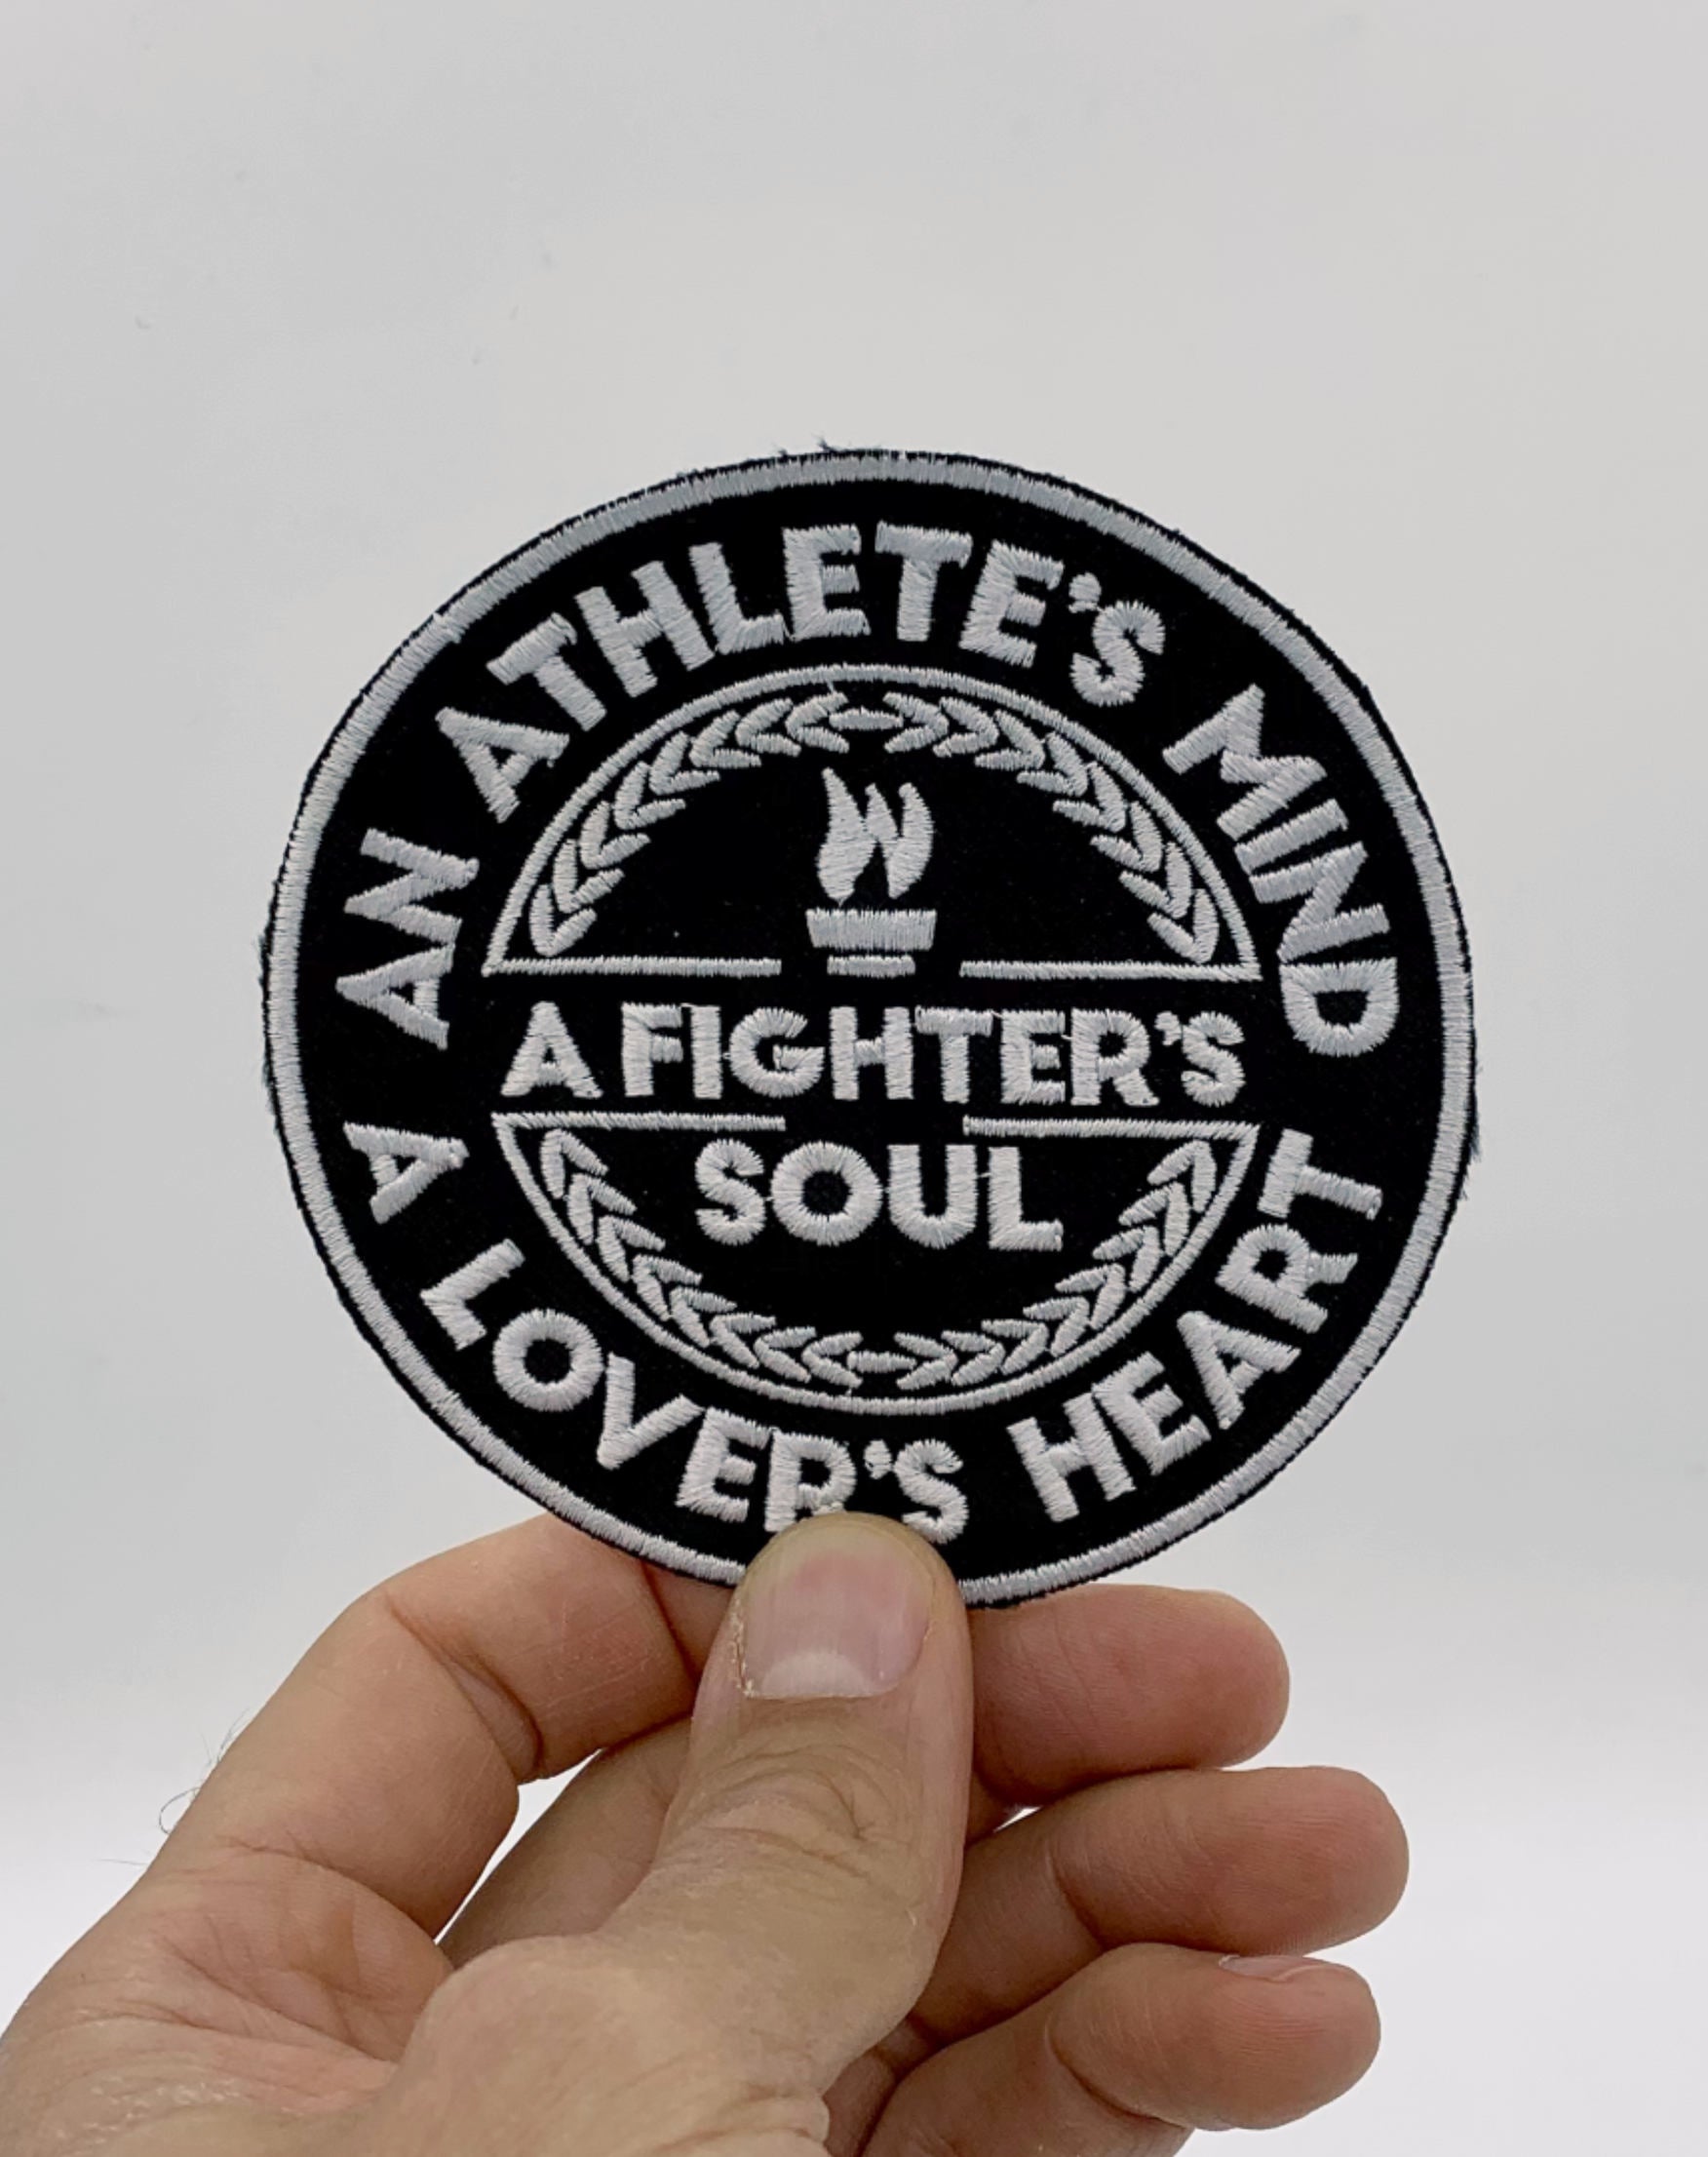 AN ATHLETE'S MIND
A FIGHTER'S
SOUL
A LOVER'S HEART